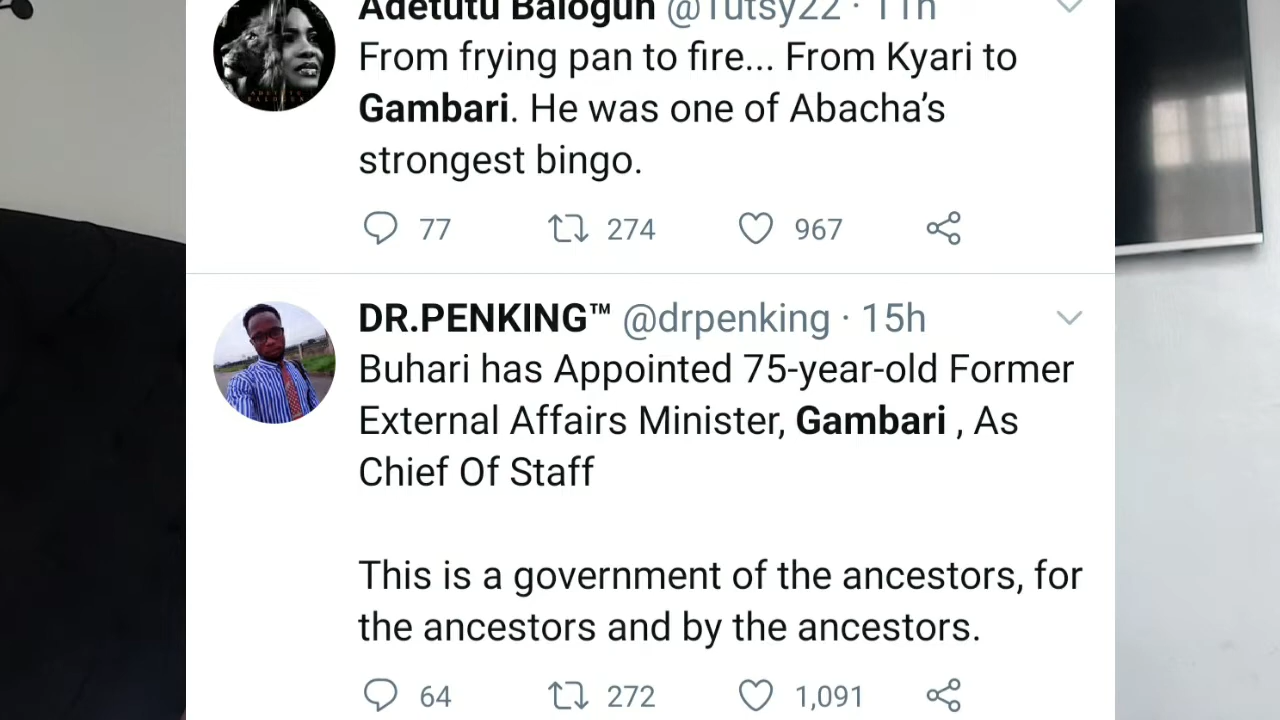 Adetutu Balogun @Tutsy22 · 11h
From frying pan to fire... From Kyari to
Gambari. He was one of Abacha’s
strongest bingo.
77 274 967
DR.PENKING™ @drpenking · 15h
Buhari has Appointed 75-year-old Former
External Affairs Minister, Gambari , As
Chief Of Staff
This is a government of the ancestors, for
the ancestors and by the ancestors.
64 272 1,091